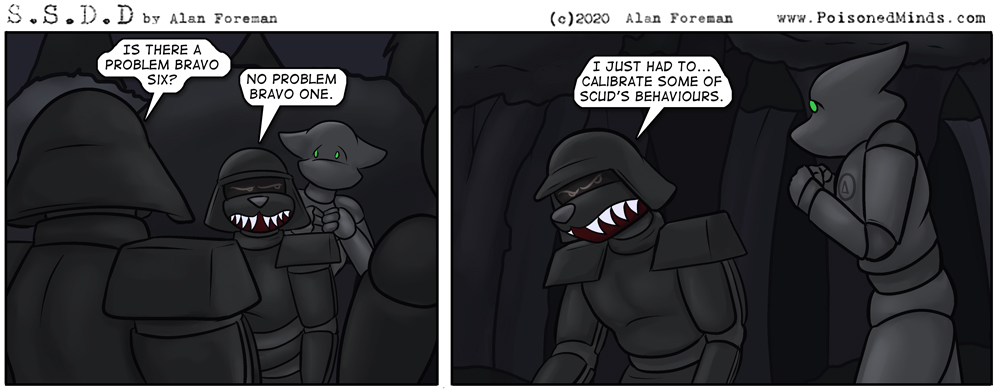 S.S.D.D by Alan Foreman
(c)2020 Alan Foreman
www.PoisonedMinds.com
IS THERE A
PROBLEM BRAVO
SIX?
NO PROBLEM
BRAVO ONE.
I JUST HAD TO...
CALIBRATE SOME OF
SCUD'S BEHAVIOURS.
Δ